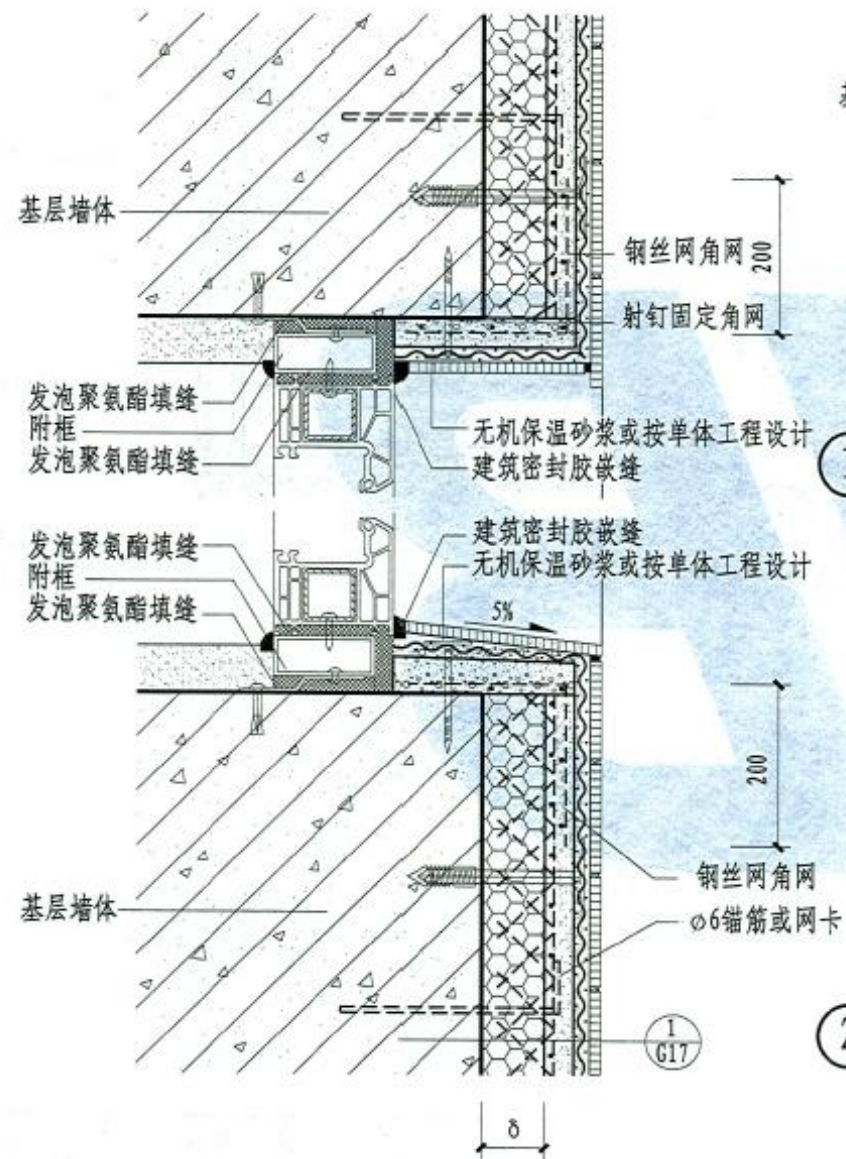 基层墙体
钢丝网角网
200
射钉固定角网
发泡聚氨酯填缝
附框
发泡聚氨酯填缝
无机保温砂浆或按单体工程设计
建筑密封胶嵌缝
1
发泡聚氨酯填缝
附框
发泡聚氨酯填缝
建筑密封胶嵌缝
无机保温砂浆或按单体工程设计
5%
200
钢丝网角网
基层墙体
ø6锚筋或网卡
1
G17
2
δ